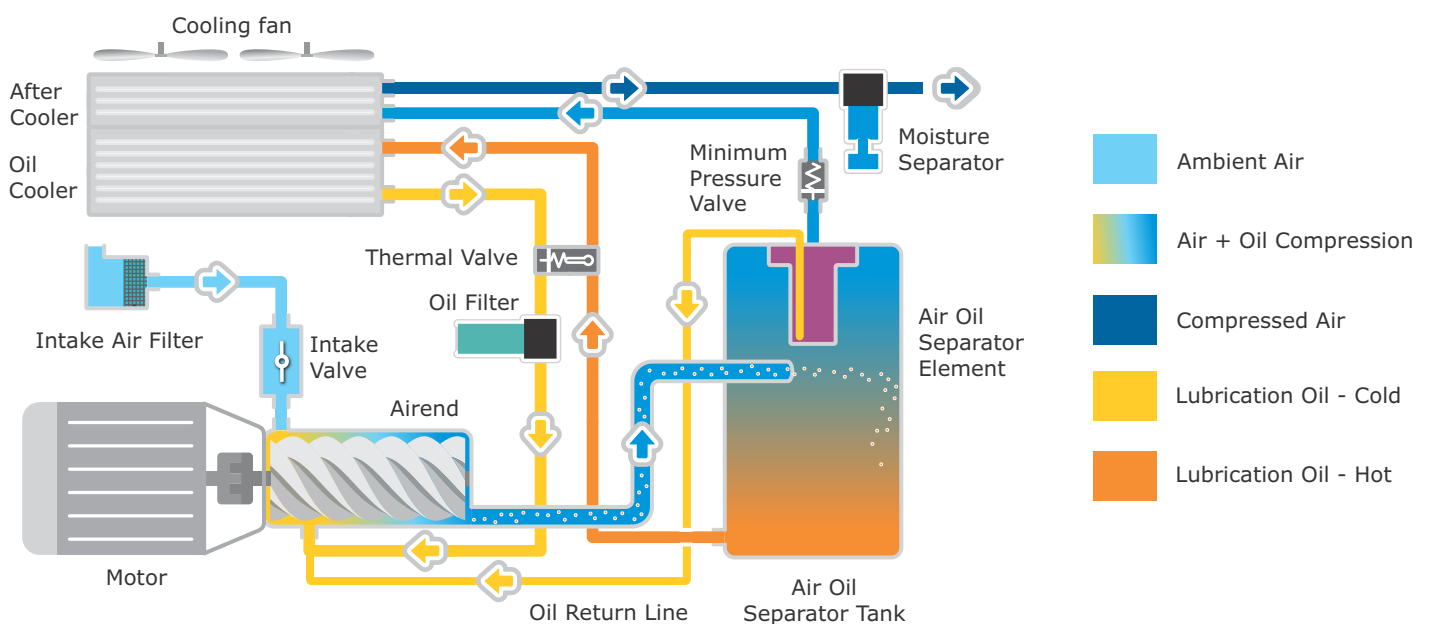 Cooling fan
After
Cooler
Oil
Cooler
Moisture
Separator
Minimum
Pressure
Valve
Thermal Valve
Oil Filter
Intake Air Filter
Intake
Valve
Air Oil
Separator
Element
Airend
Motor
Oil Return Line
Air Oil
Separator Tank
Ambient Air
Air + Oil Compression
Compressed Air
Lubrication Oil - Cold
Lubrication Oil - Hot